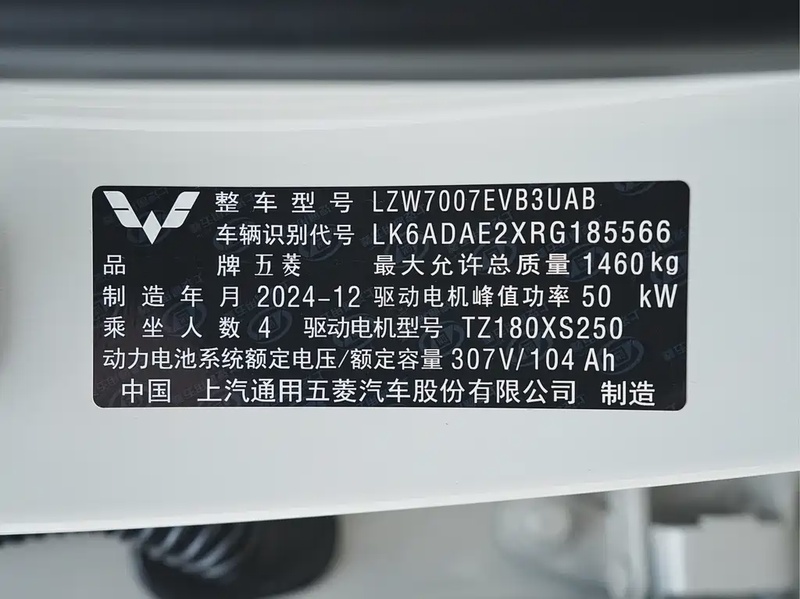 整车型号 LZW7007EVB3UAB
车辆识别代号 LK6ADAE2XRG185566
品牌 五菱 最大允许总质量 1460kg
制造年月 2024-12 驱动电机峰值功率 50 kW
乘坐人数 4 驱动电机型号 TZ180XS250
动力电池系统额定电压/额定容量 307V/104Ah
中国 上汽通用五菱汽车股份有限公司 制造